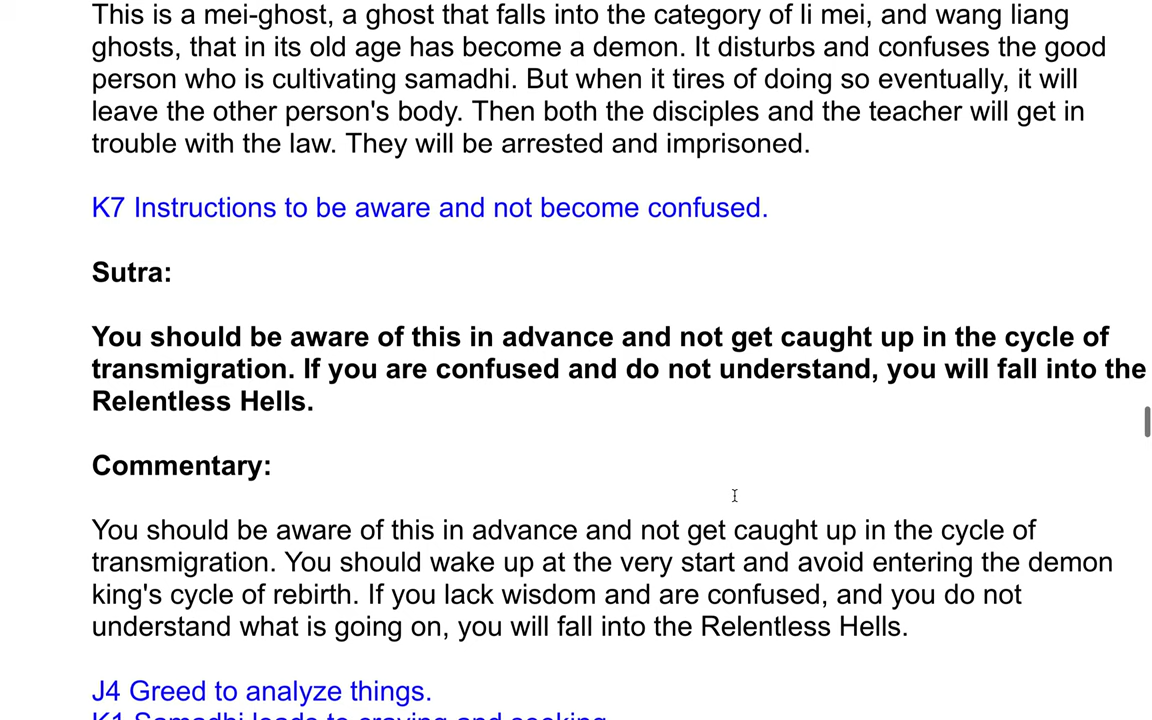 This is a mei-ghost, a ghost that falls into the category of li mei, and wang liang
ghosts, that in its old age has become a demon. It disturbs and confuses the good
person who is cultivating samadhi. But when it tires of doing so eventually, it will
leave the other person's body. Then both the disciples and the teacher will get in
trouble with the law. They will be arrested and imprisoned.
K7 Instructions to be aware and not become confused.
Sutra:
You should be aware of this in advance and not get caught up in the cycle of
transmigration. If you are confused and do not understand, you will fall into the
Relentless Hells.
Commentary:
You should be aware of this in advance and not get caught up in the cycle of
transmigration. You should wake up at the very start and avoid entering the demon
king's cycle of rebirth. If you lack wisdom and are confused, and you do not
understand what is going on, you will fall into the Relentless Hells.
J4 Greed to analyze things.
K1 Samadhi leads to craving and seeking.